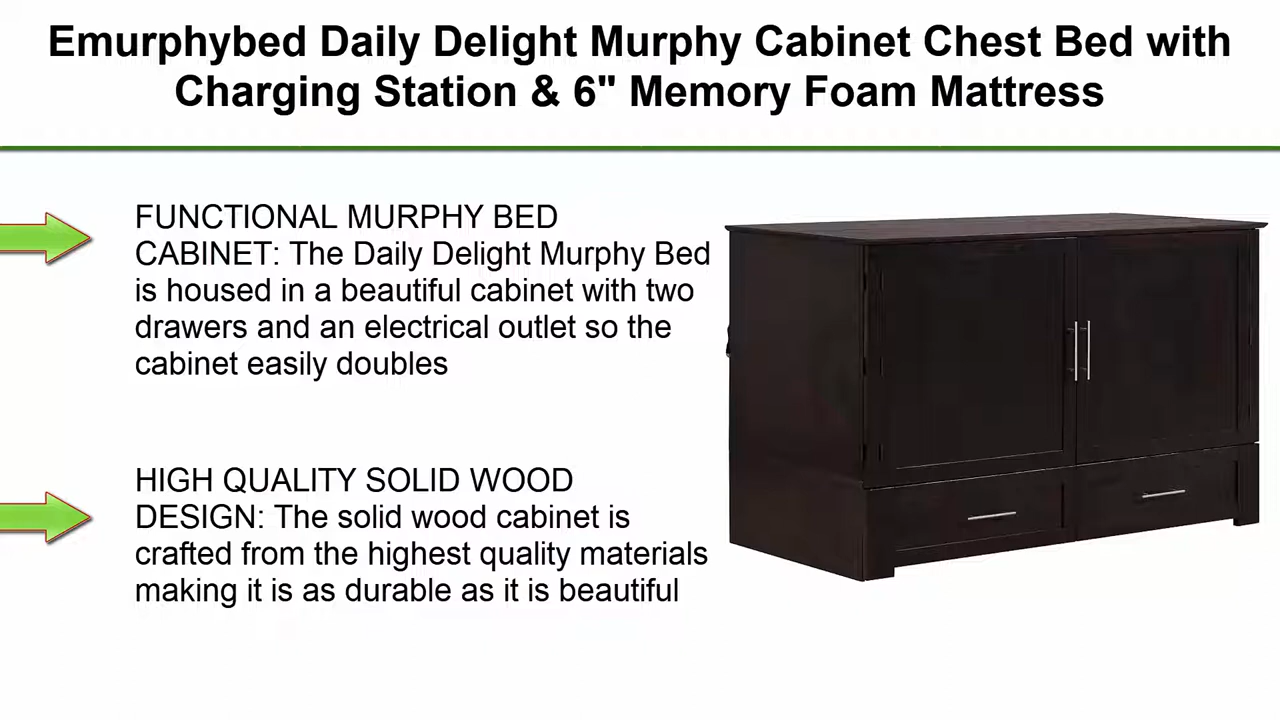 Emurphybed Daily Delight Murphy Cabinet Chest Bed with
Charging Station & 6" Memory Foam Mattress
FUNCTIONAL MURPHY BED
CABINET: The Daily Delight Murphy Bed
is housed in a beautiful cabinet with two
drawers and an electrical outlet so the
cabinet easily doubles
HIGH QUALITY SOLID WOOD
DESIGN: The solid wood cabinet is
crafted from the highest quality materials
making it is as durable as it is beautiful